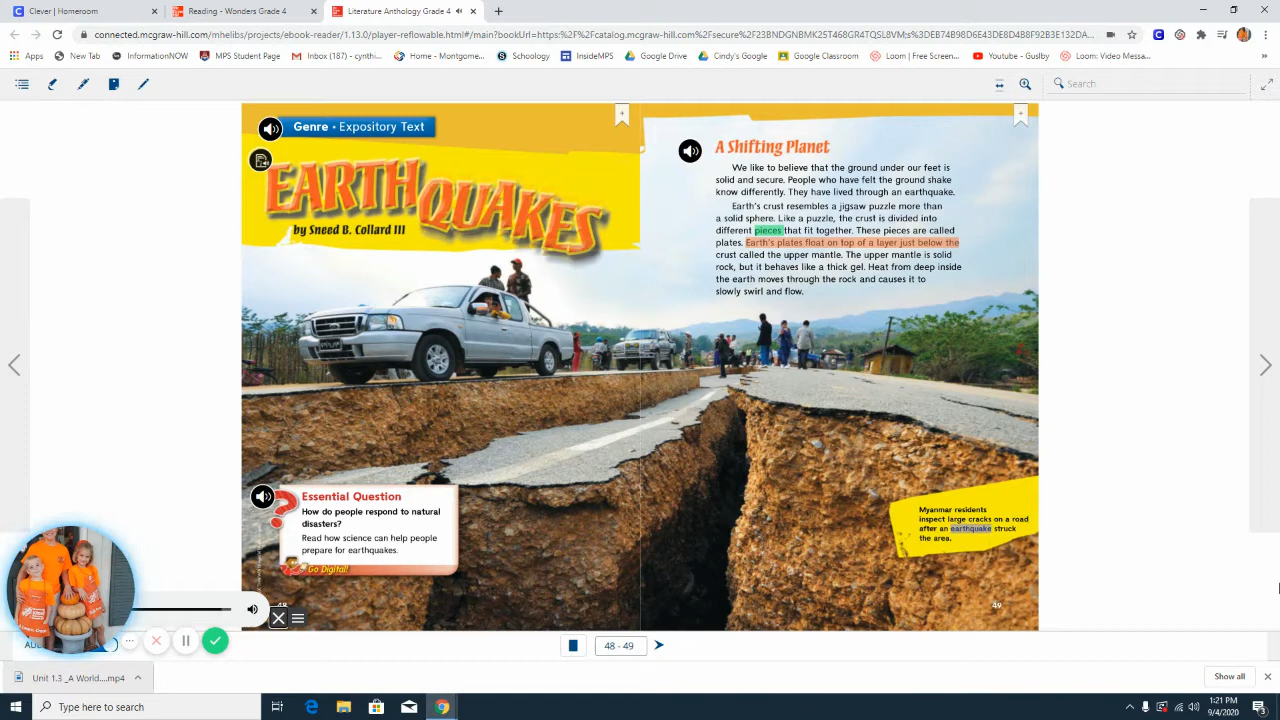 Clever | Homeroom
Reading - Wonders Grade 4
Literature Anthology Grade 4
connected.mcgraw-hill.com/mhelibs/projects/ebook-reader/1.13.0/player-reflowable.html#/main?bookUrl=https:%2F%2Fcatalog.mcgraw-hill.com%2Fsecure%2F23BNDGNBMK25T468GR4TQSL8VM;s%3DEB74B98D6E43DE8D4B8F92B3E132DA...
Apps
New Tab
InformationNOW
MPS Student Pane
Inbox (187) - cynthi...
Home - Montgome...
Schoology
InsideMPS
Google Drive
Cindy's Google
Google Classroom
Loom | Free Screen...
Youtube - Gusby
Loom: Video Messa...
Search
Genre • Expository Text
EARTHQUAKES
by Sneed B. Collard III
A Shifting Planet
We like to believe that the ground under our feet is
solid and secure. People who have felt the ground shake
know differently. They have lived through an earthquake.
Earth's crust resembles a jigsaw puzzle more than
a solid sphere. Like a puzzle, the crust is divided into
different pieces that fit together. These pieces are called
plates. Earth's plates float on top of a layer just below the
crust called the upper mantle. The upper mantle is solid
rock, but it behaves like a thick gel. Heat from deep inside
the earth moves through the rock and causes it to
slowly swirl and flow.
Essential Question
How do people respond to natural
disasters?
Read how science can help people
prepare for earthquakes.
Go Digital!
Myanmar residents
inspect large cracks on a road
after an earthquake struck
the area.
48
49
48 - 49
Unit 1.3 _A World....mp4
Show all
Type here to search
1:21 PM
9/4/2020